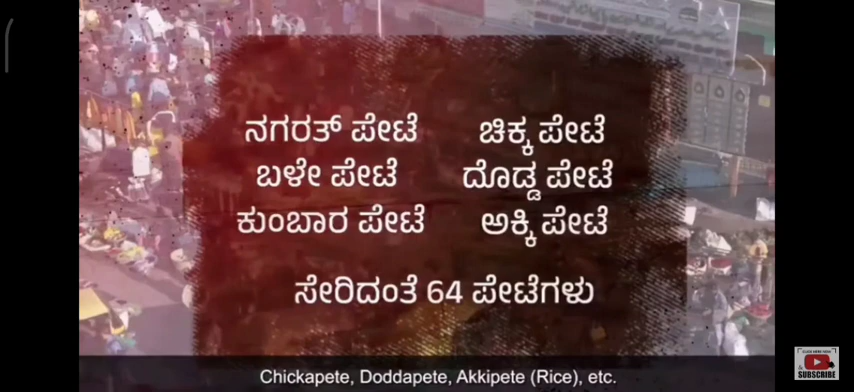 ನಗರತ್ ಪೇಟೆ ಚಿಕ್ಕ ಪೇಟೆ
ಬಳೇ ಪೇಟೆ ದೊಡ್ಡ ಪೇಟೆ
ಕುಂಬಾರ ಪೇಟೆ ಅಕ್ಕಿ ಪೇಟೆ
ಸೇರಿದಂತೆ 64 ಪೇಟೆಗಳು
Chickapete, Doddapete, Akkipete (Rice), etc.
SUBSCRIBE